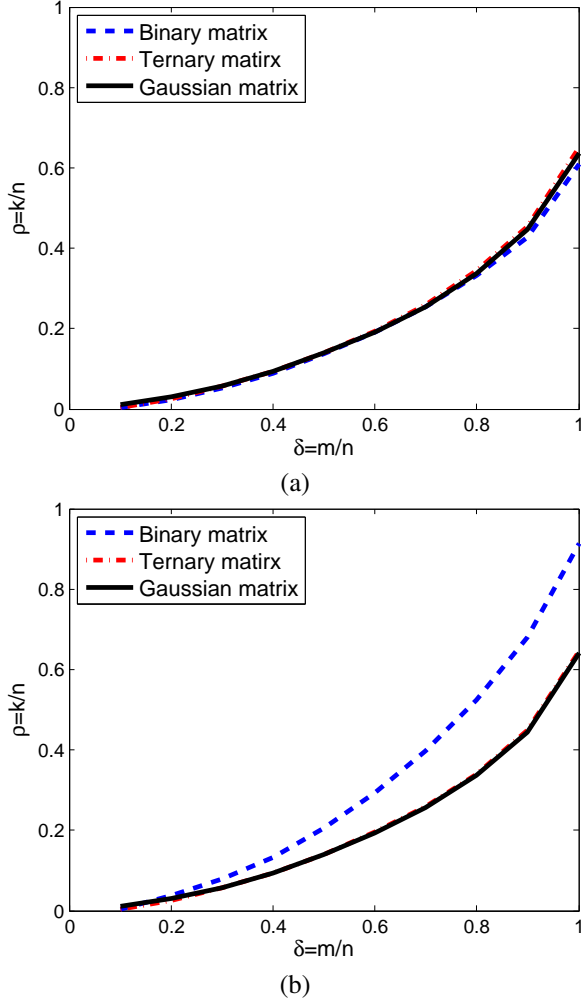 1
0.8
0.6
0.4
0.2
0
ρ=k/n
Binary matrix
Ternary matirx
Gaussian matrix
0.2 0.4 0.6 0.8 1
δ=m/n
(a)
1
0.8
0.6
0.4
0.2
0
ρ=k/n
Binary matrix
Ternary matirx
Gaussian matrix
0.2 0.4 0.6 0.8 1
δ=m/n
(b)